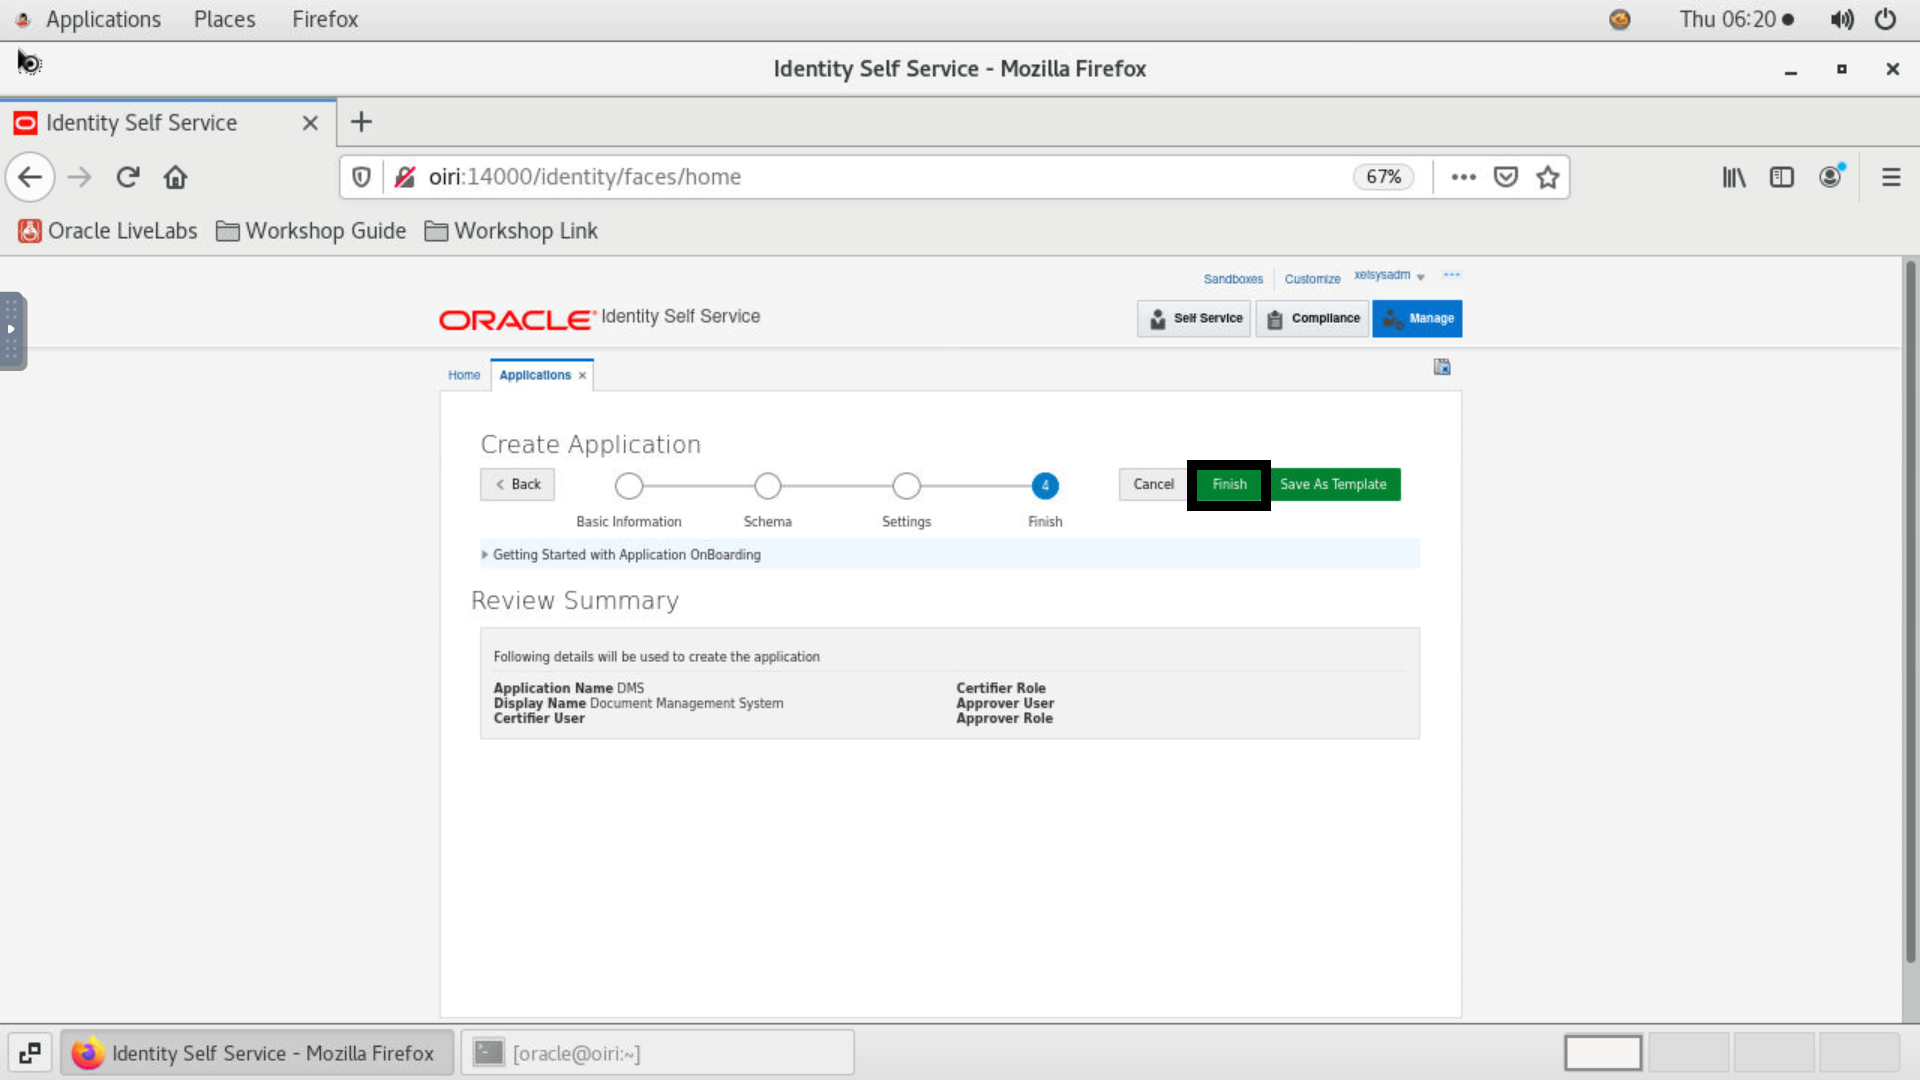 Applications Places Firefox Thu 06:20
Identity Self Service - Mozilla Firefox
Identity Self Service
oiri:14000/identity/faces/home 67%
Oracle LiveLabs Workshop Guide Workshop Link
Sandboxes Customize xelsysadm
ORACLE Identity Self Service Self Service Compliance Manage
Home Applications
Create Application
Back 4 Cancel Finish Save As Template
Basic Information Schema Settings Finish
Getting Started with Application OnBoarding
Review Summary
Following details will be used to create the application
Application Name DMS Certifier Role
Display Name Document Management System Approver User
Certifier User Approver Role
Identity Self Service - Mozilla Firefox [oracle@oiri:~]